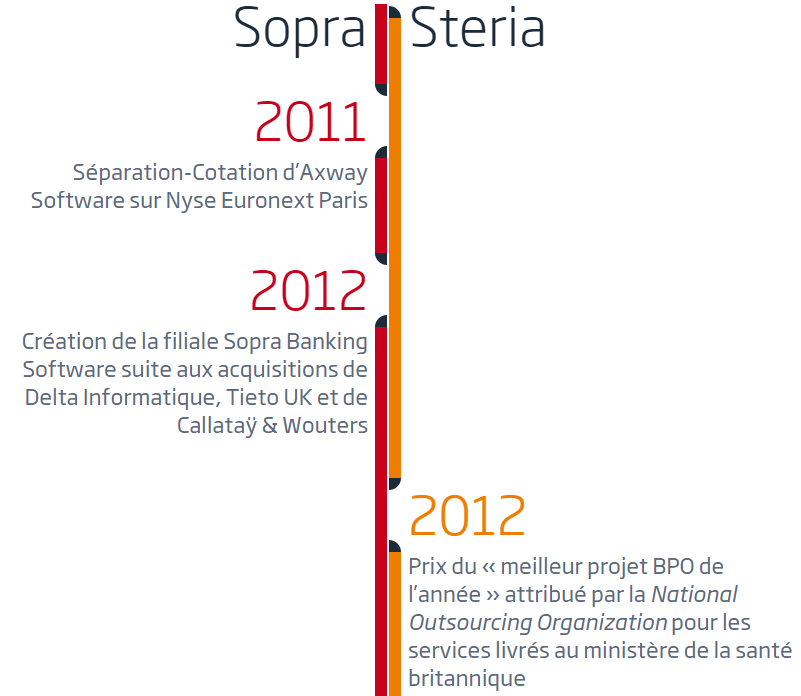 Sopra
Steria
2011
Séparation-Cotation d’Axway
Software sur Nyse Euronext Paris
2012
Création de la filiale Sopra Banking
Software suite aux acquisitions de
Delta Informatique, Tieto UK et de
Callataÿ & Wouters
2012
Prix du ‹‹ meilleur projet BPO de
l’année ›› attribué par la National
Outsourcing Organization pour les
services livrés au ministère de la santé
britannique